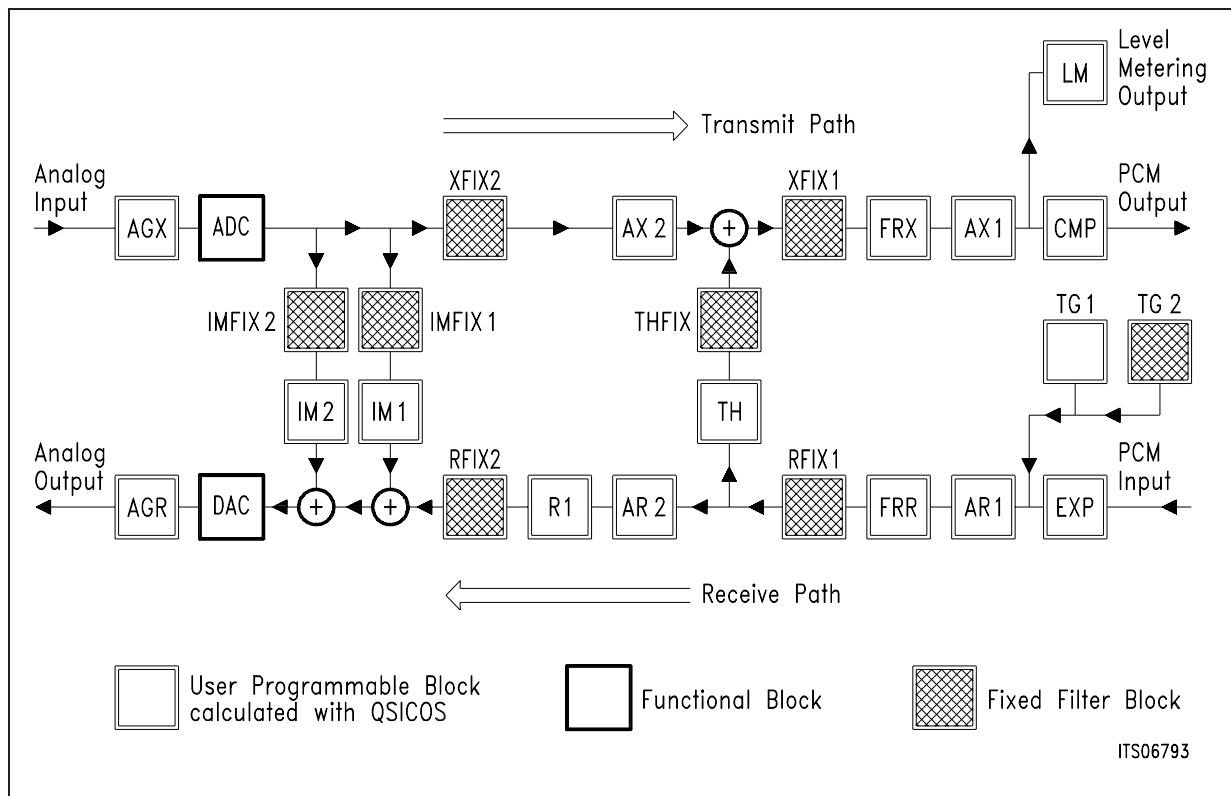 Level
Metering
Output
LM
Transmit Path
Analog
Input
XFIX2
XFIX1
PCM
Output
AGX
ADC
AX 2
+
FRX
AX 1
CMP
IMFIX 2
IMFIX 1
THFIX
TG 1
TG 2
IM 2
IM 1
TH
Analog
Output
RFIX2
RFIX1
PCM
Input
AGR
DAC
+
+
R1
AR 2
FRR
AR 1
EXP
Receive Path
User Programmable Block
calculated with QSICOS
Functional Block
Fixed Filter Block
ITS06793